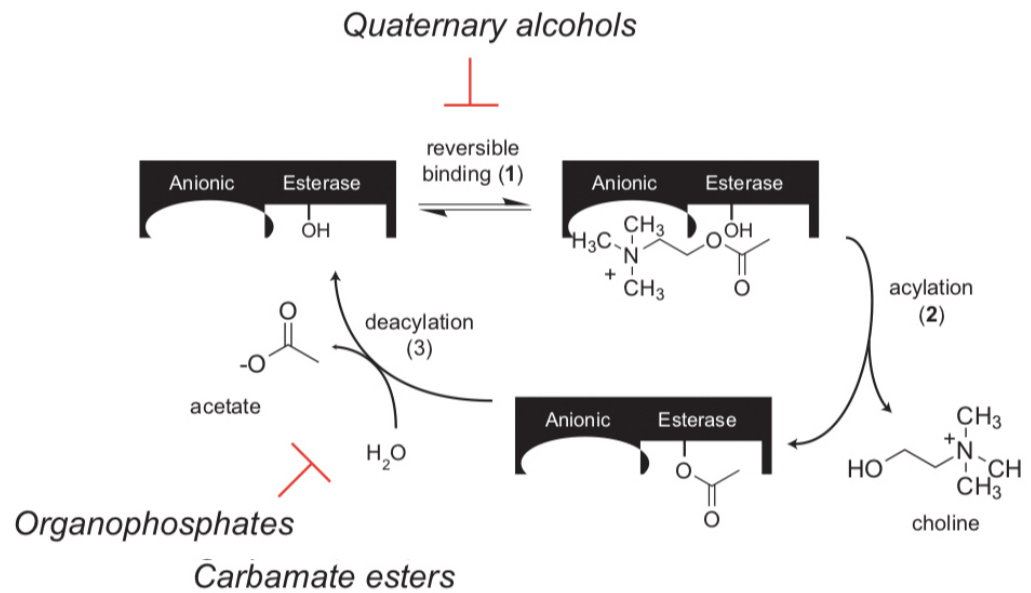 Quaternary alcohols
reversible
binding (1)
Anionic Esterase
OH
Anionic Esterase
CH3
H3C
N
+
CH3
O
OH
O
acylation
(2)
deacylation
(3)
O
-O
acetate
H2O
Anionic Esterase
O
O
CH3
+N
HO
CH
CH3
choline
Organophosphates
Carbamate esters